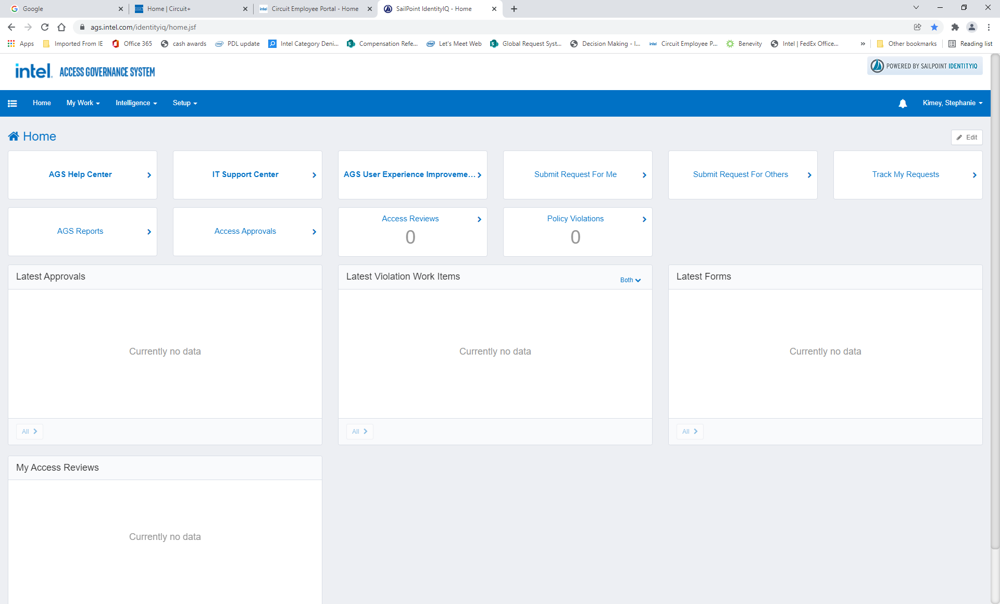 Google
Home | Circuit+
Circuit Employee Portal - Home
SailPoint IdentityIQ - Home
ags.intel.com/identityiq/home.jsf
Apps
Imported From IE
Office 365
cash awards
PDL update
Intel Category Deni...
Compensation Refe...
Let's Meet Web
Global Request Syst...
Decision Making - I...
Circuit Employee P...
Benevity
Intel | FedEx Office...
»
Other bookmarks
Reading list
intel. ACCESS GOVERNANCE SYSTEM
POWERED BY SAILPOINT IDENTITYIQ
Home
My Work
Intelligence
Setup
Kimey, Stephanie
Home
Edit
AGS Help Center
IT Support Center
AGS User Experience Improveme...
Submit Request For Me
Submit Request For Others
Track My Requests
AGS Reports
Access Approvals
Access Reviews
0
Policy Violations
0
Latest Approvals
Currently no data
All
Latest Violation Work Items
Both
Currently no data
All
Latest Forms
Currently no data
All
My Access Reviews
Currently no data